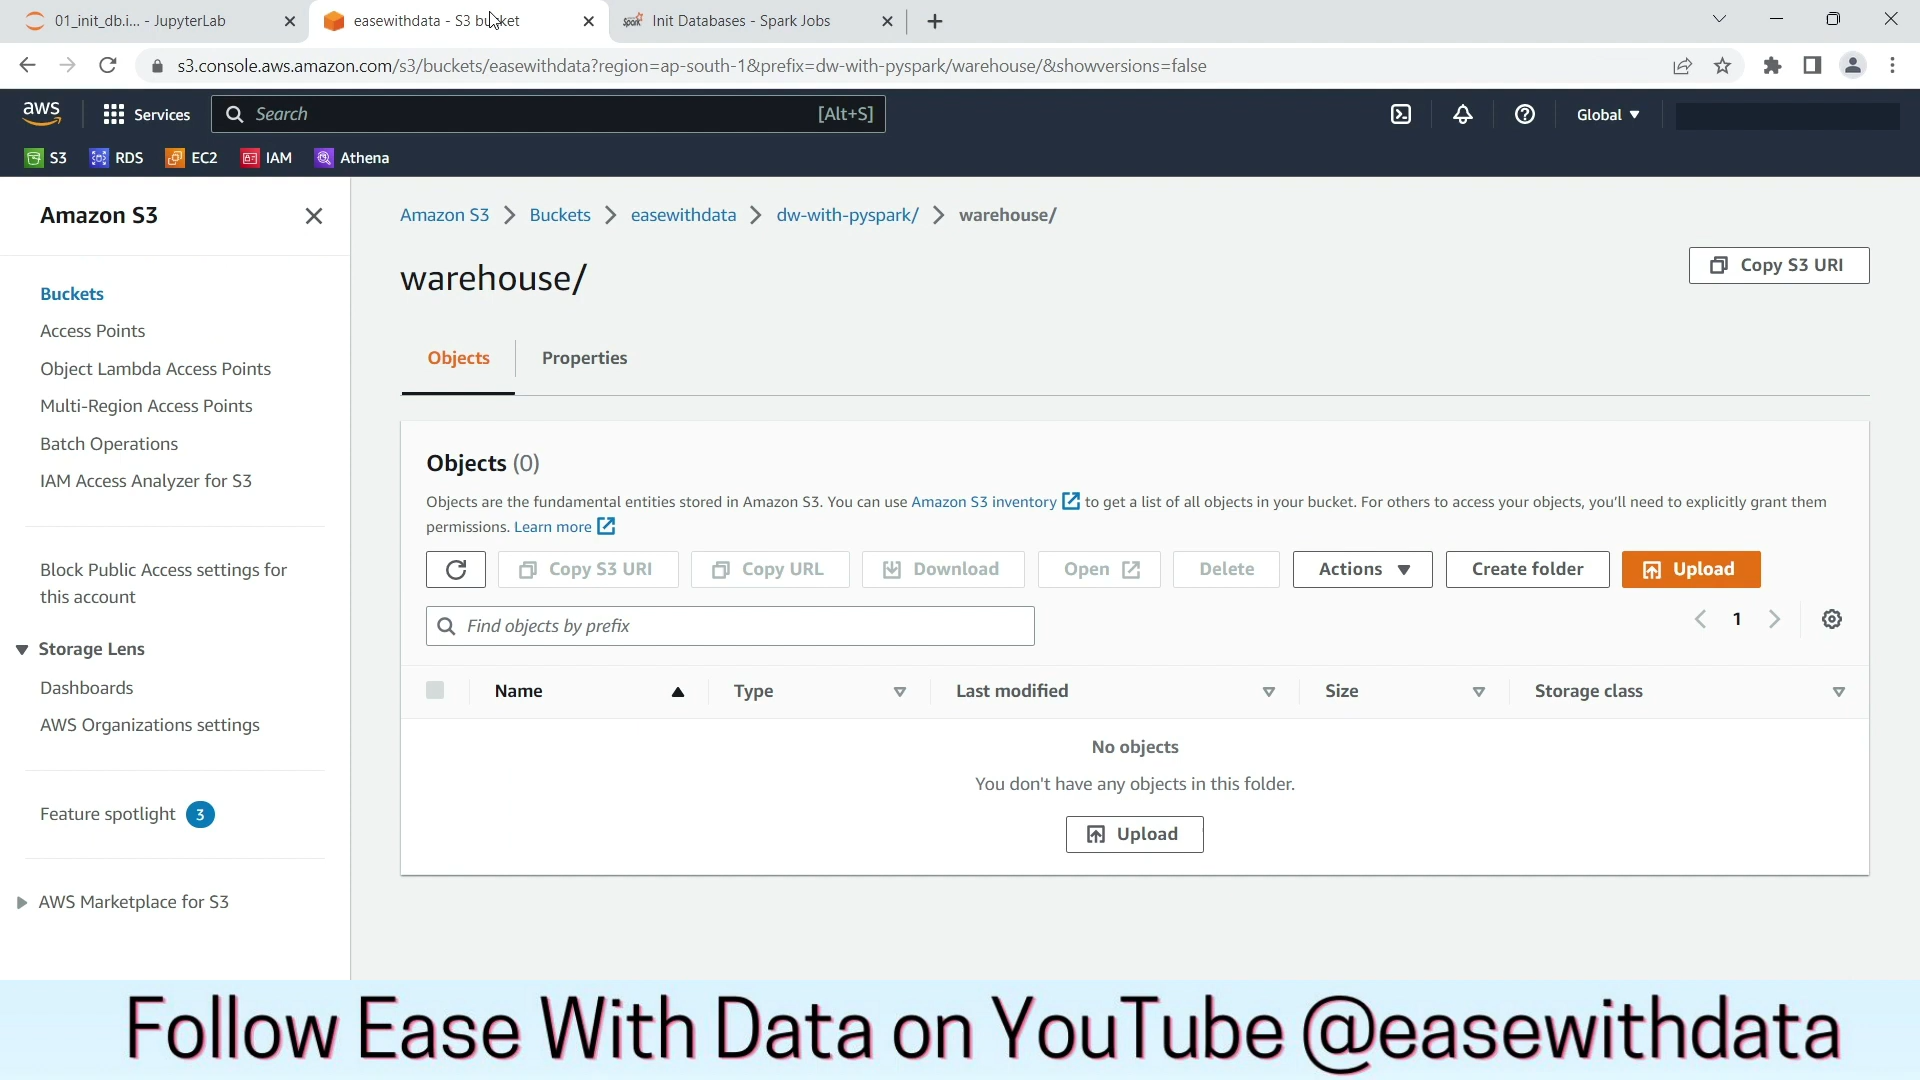 01_init_db.i... - JupyterLab
easewithdata - S3 bucket
Init Databases - Spark Jobs
s3.console.aws.amazon.com/s3/buckets/easewithdata?region=ap-south-1&prefix=dw-with-pyspark/warehouse/&showversions=false
aws
Services
Search
[Alt+S]
Global
S3
RDS
EC2
IAM
Athena
Amazon S3
Buckets
Access Points
Object Lambda Access Points
Multi-Region Access Points
Batch Operations
IAM Access Analyzer for S3
Block Public Access settings for
this account
Storage Lens
Dashboards
AWS Organizations settings
Feature spotlight 3
AWS Marketplace for S3
Amazon S3 > Buckets > easewithdata > dw-with-pyspark/ > warehouse/
warehouse/
Copy S3 URI
Objects
Properties
Objects (0)
Objects are the fundamental entities stored in Amazon S3. You can use Amazon S3 inventory to get a list of all objects in your bucket. For others to access your objects, you'll need to explicitly grant them
permissions. Learn more
Copy S3 URI
Copy URL
Download
Open
Delete
Actions
Create folder
Upload
Find objects by prefix
1
Name
Type
Last modified
Size
Storage class
No objects
You don't have any objects in this folder.
Upload
Follow Ease With Data on YouTube @easewithdata